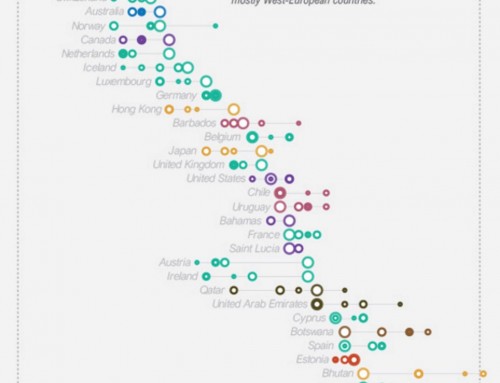 mostly West-European countries.
Australia
Norway
Canada
Netherlands
Iceland
Luxembourg
Germany
Hong Kong
Barbados
Belgium
Japan
United Kingdom
United States
Chile
Uruguay
Bahamas
France
Saint Lucia
Austria
Ireland
Qatar
United Arab Emirates
Cyprus
Botswana
Spain
Estonia
Bhutan